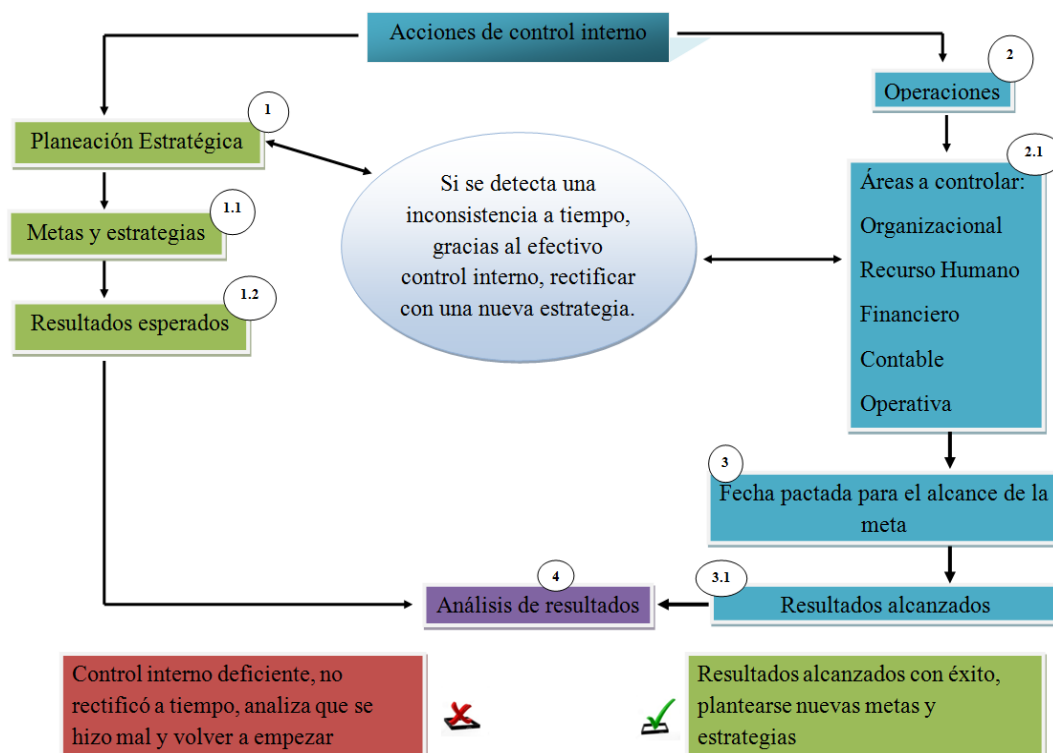 Acciones de control interno
1
Planeación Estratégica
1.1
Metas y estrategias
1.2
Resultados esperados
Si se detecta una
inconsistencia a tiempo,
gracias al efectivo
control interno, rectificar
con una nueva estrategia.
2
Operaciones
2.1
Áreas a controlar:
Organizacional
Recurso Humano
Financiero
Contable
Operativa
3
Fecha pactada para el alcance de la
meta
3.1
Resultados alcanzados
4
Análisis de resultados
Control interno deficiente, no
rectificó a tiempo, analiza que se
hizo mal y volver a empezar
Resultados alcanzados con éxito,
plantearse nuevas metas y
estrategias